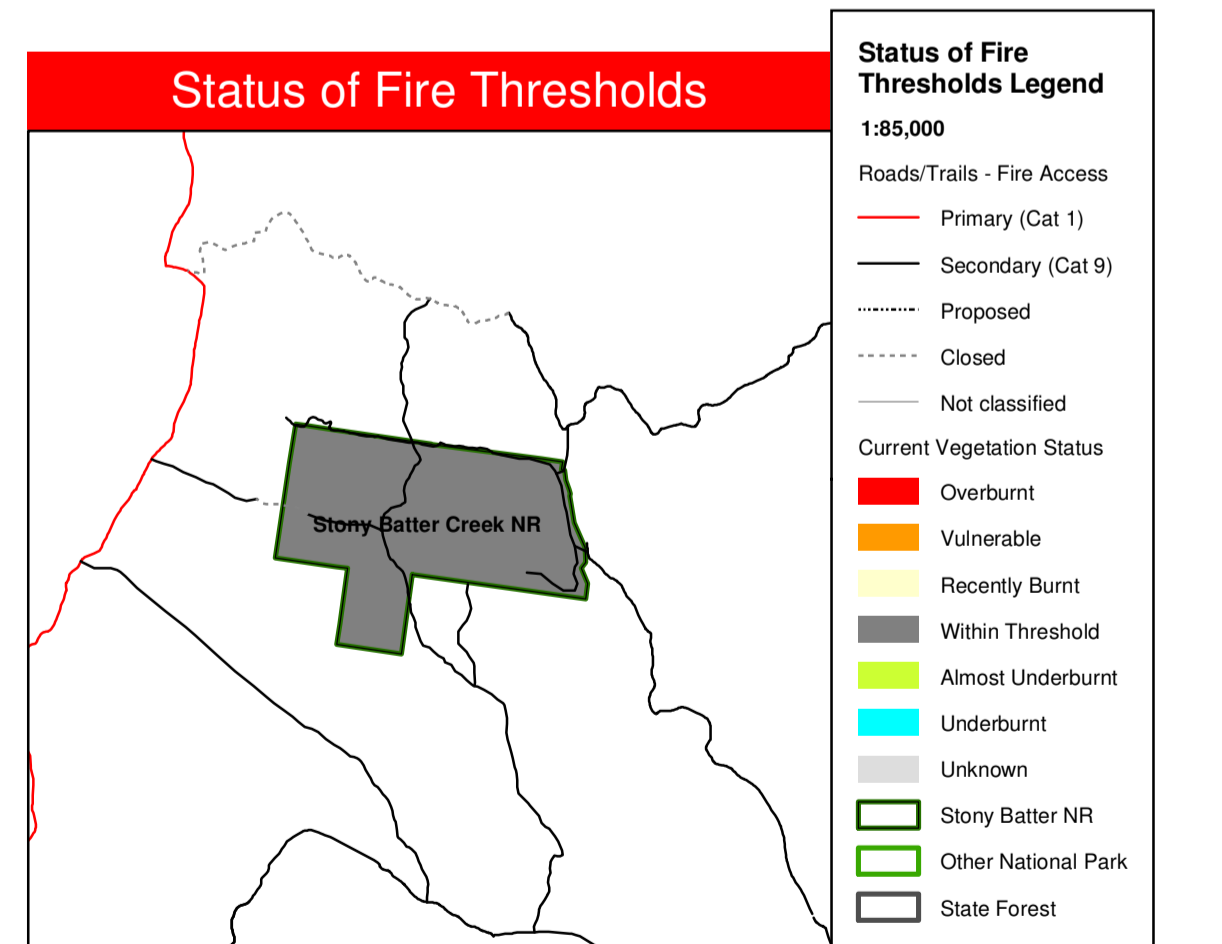 Status of Fire Thresholds
Stony Batter Creek NR
Status of Fire
Thresholds Legend
1:85,000
Roads/Trails - Fire Access
Primary (Cat 1)
Secondary (Cat 9)
Proposed
Closed
Not classified
Current Vegetation Status
Overburnt
Vulnerable
Recently Burnt
Within Threshold
Almost Underburnt
Underburnt
Unknown
Stony Batter NR
Other National Park
State Forest